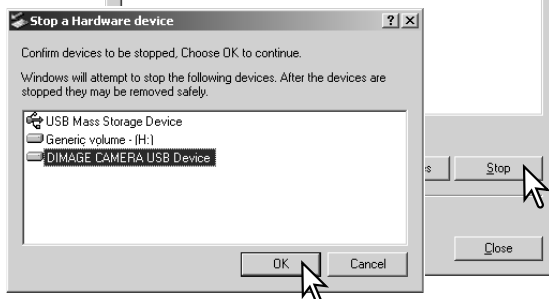 Stop a Hardware device
Confirm devices to be stopped, Choose OK to continue.
Windows will attempt to stop the following devices. After the devices are
stopped they may be removed safely.
USB Mass Storage Device
Generic volume - (H:)
DIMAGE CAMERA USB Device
OK
Cancel
Stop
Close